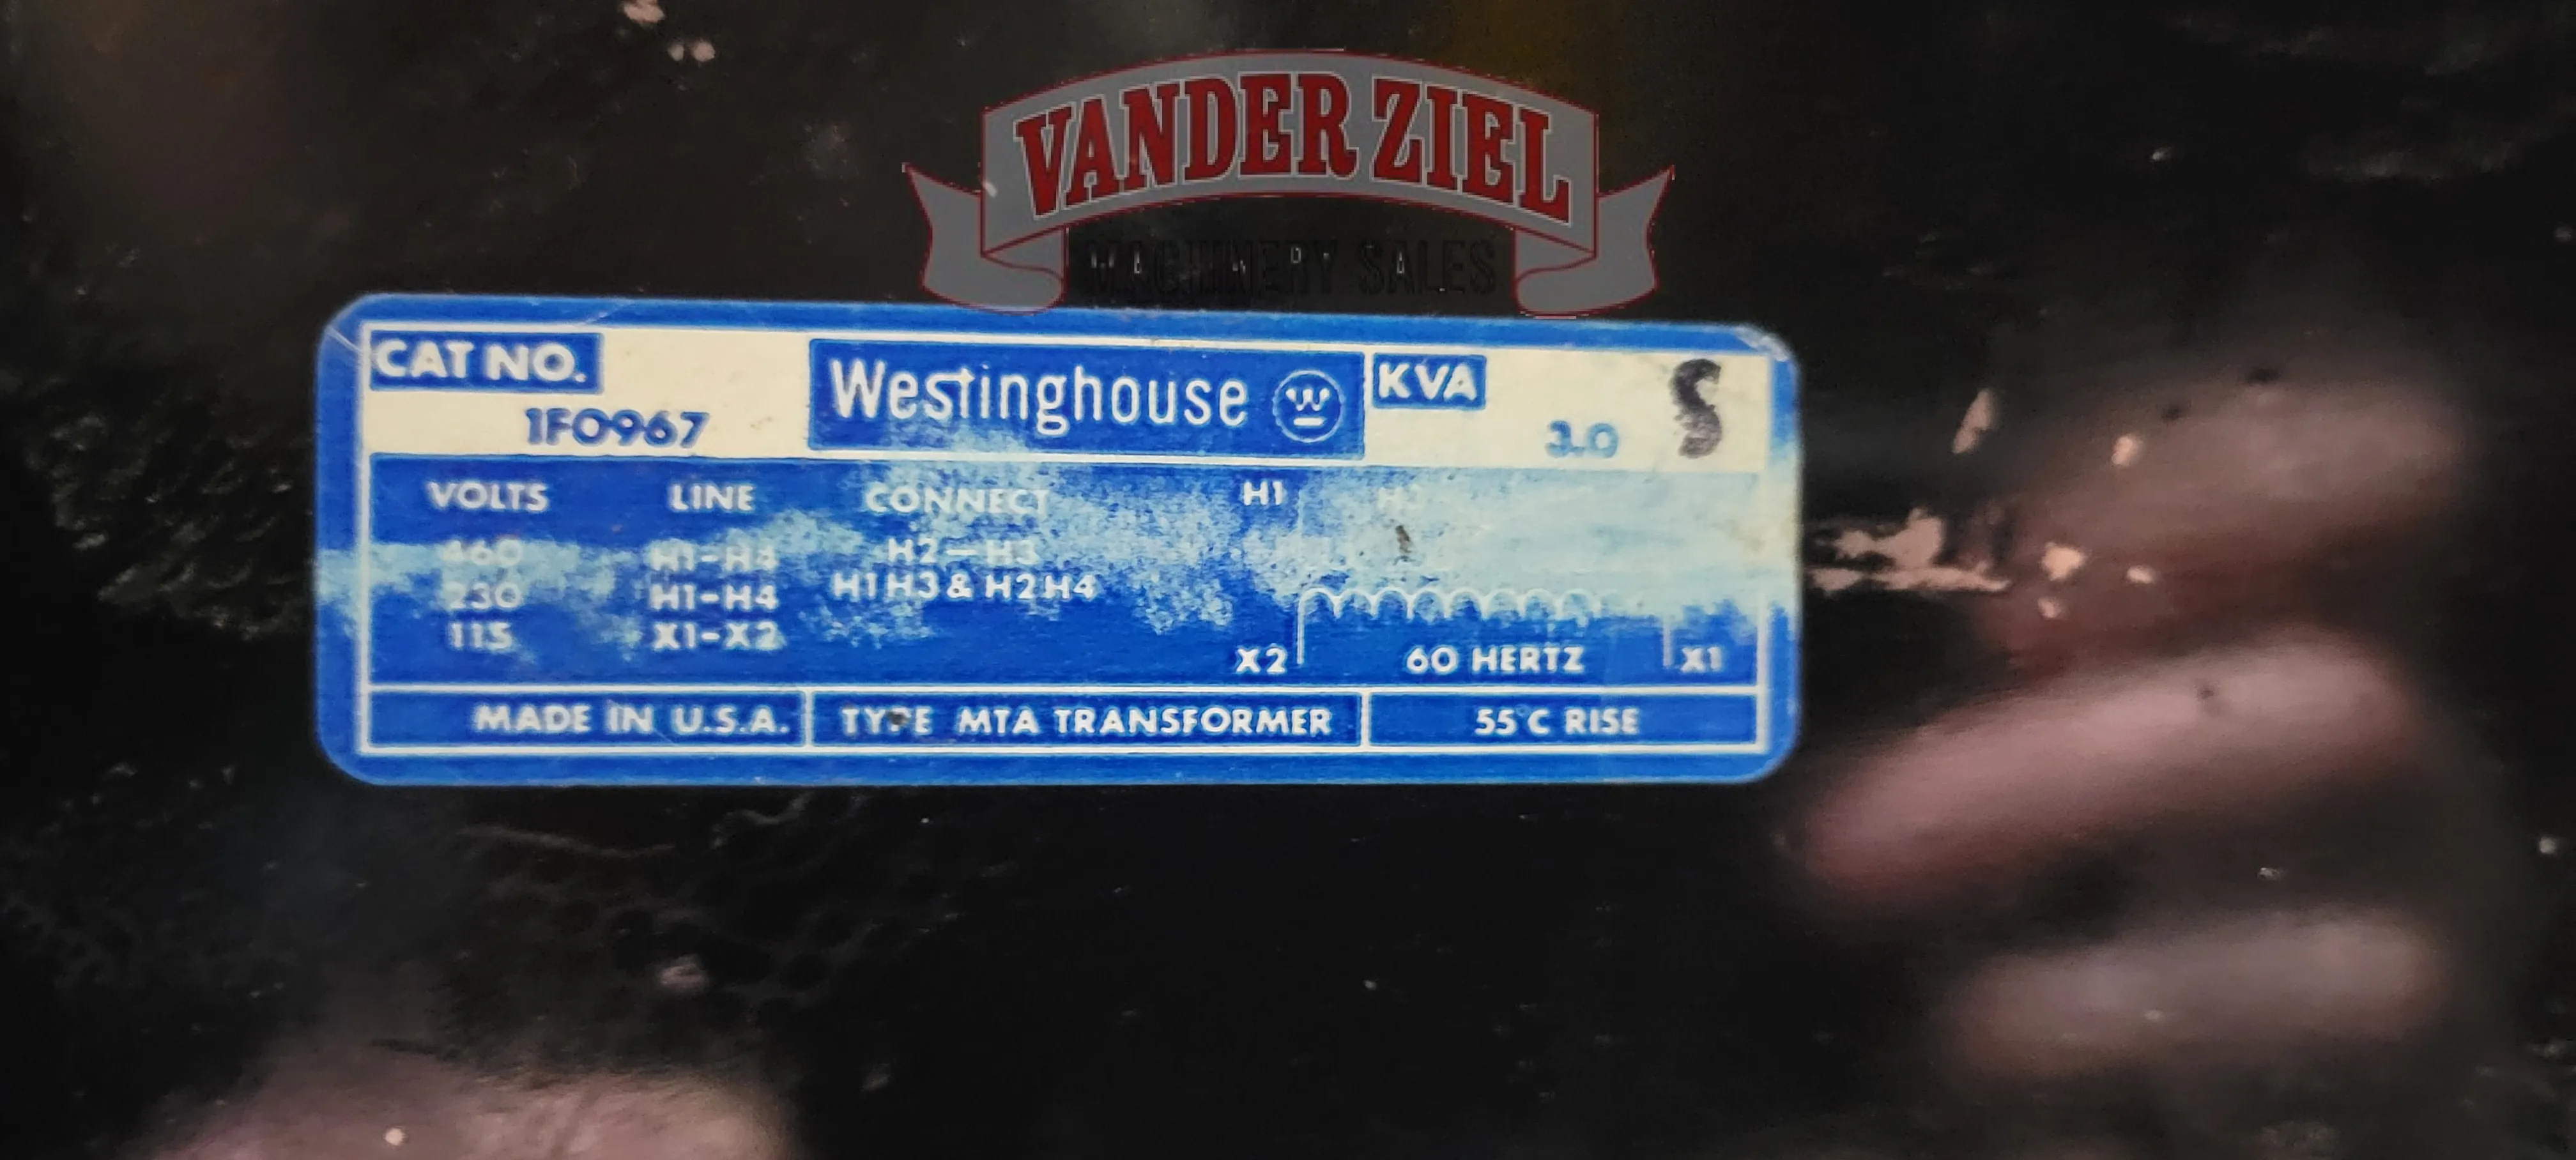 VANDER ZIEL
MACHINERY SALES
CAT NO.
1F0967
Westinghouse
W
KVA
3.0
S
VOLTS LINE CONNECT H1
460 H1-H4 H2-H3
230 H1-H4 H1H3 & H2H4
115 X1-X2
X2 60 HERTZ X1
MADE IN U.S.A. TYPE MTA TRANSFORMER 55°C RISE